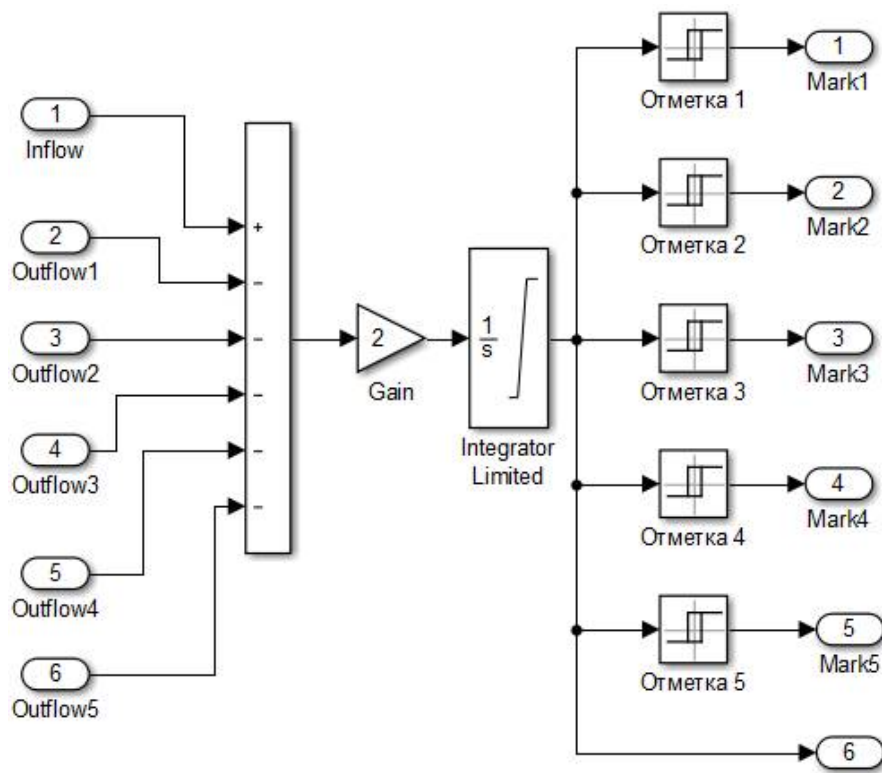 1
Inflow
2
Outflow1
3
Outflow2
4
Outflow3
5
Outflow4
6
Outflow5
+
−
−
−
−
−
2
Gain
1
s
Integrator
Limited
Отметка 1
1
Mark1
Отметка 2
2
Mark2
Отметка 3
3
Mark3
Отметка 4
4
Mark4
Отметка 5
5
Mark5
6